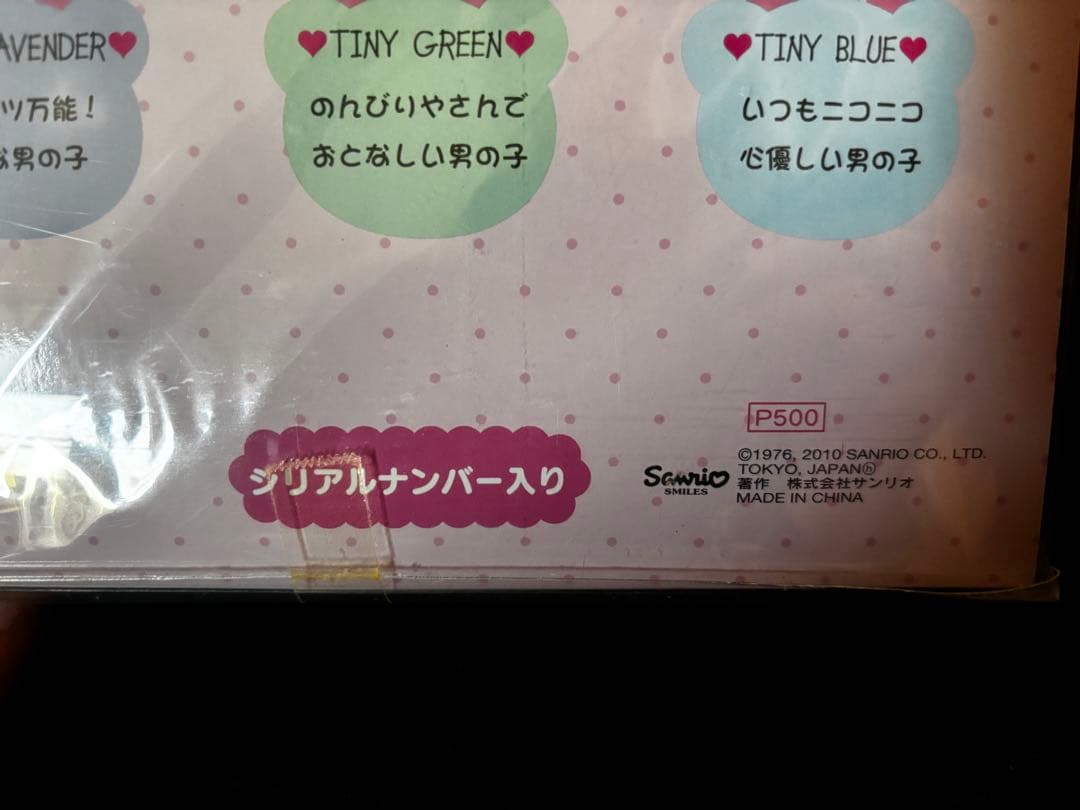 AVENDER♥
ツ万能！
な男の子
♥TINY GREEN♥
のんびりやさんで
おとなしい男の子
♥TINY BLUE♥
いつもニコニコ
心優しい男の子
シリアルナンバー入り
P500
Sanrio
SMILES
©1976, 2010 SANRIO CO., LTD.
TOKYO, JAPANⓗ
著作 株式会社サンリオ
MADE IN CHINA